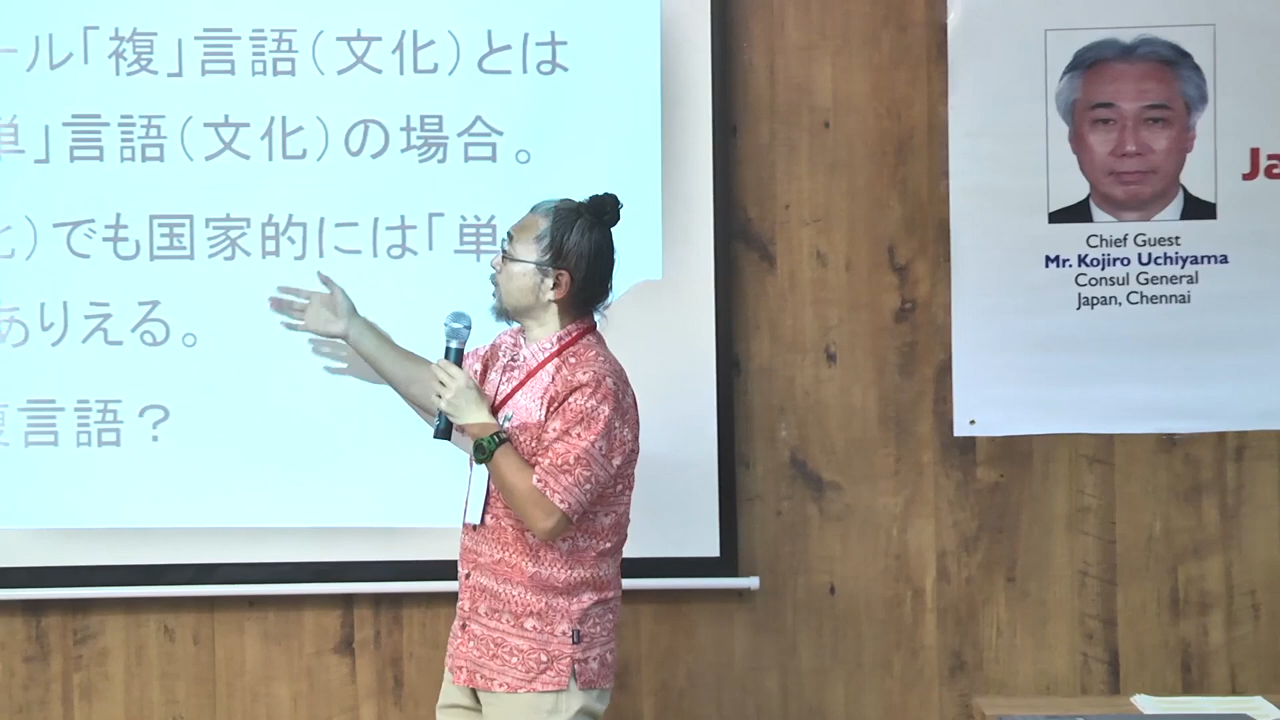 ール「複」言語（文化）とは
単」言語（文化）の場合。
化）でも国家的には「単
ありえる。
複言語？
Chief Guest
Mr. Kojiro Uchiyama
Consul General
Japan, Chennai
Ja